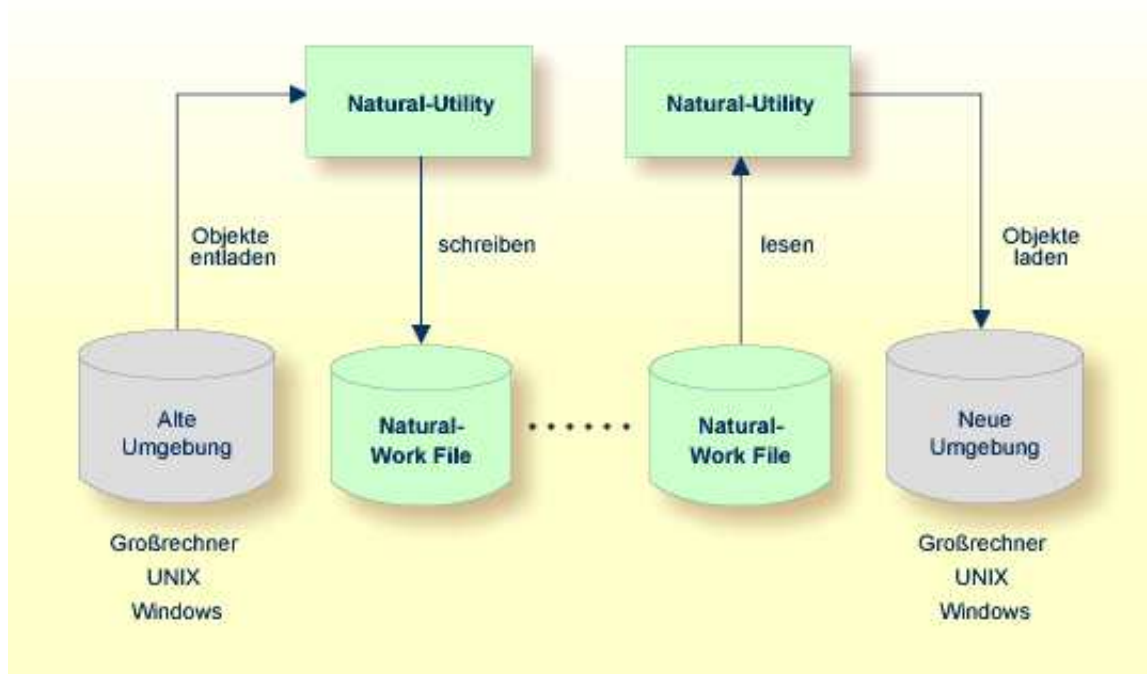 Natural-Utility
Natural-Utility
Objekte
entladen
schreiben
lesen
Objekte
laden
Alte
Umgebung
Natural-
Work File
Natural-
Work File
Neue
Umgebung
Großrechner
UNIX
Windows
Großrechner
UNIX
Windows